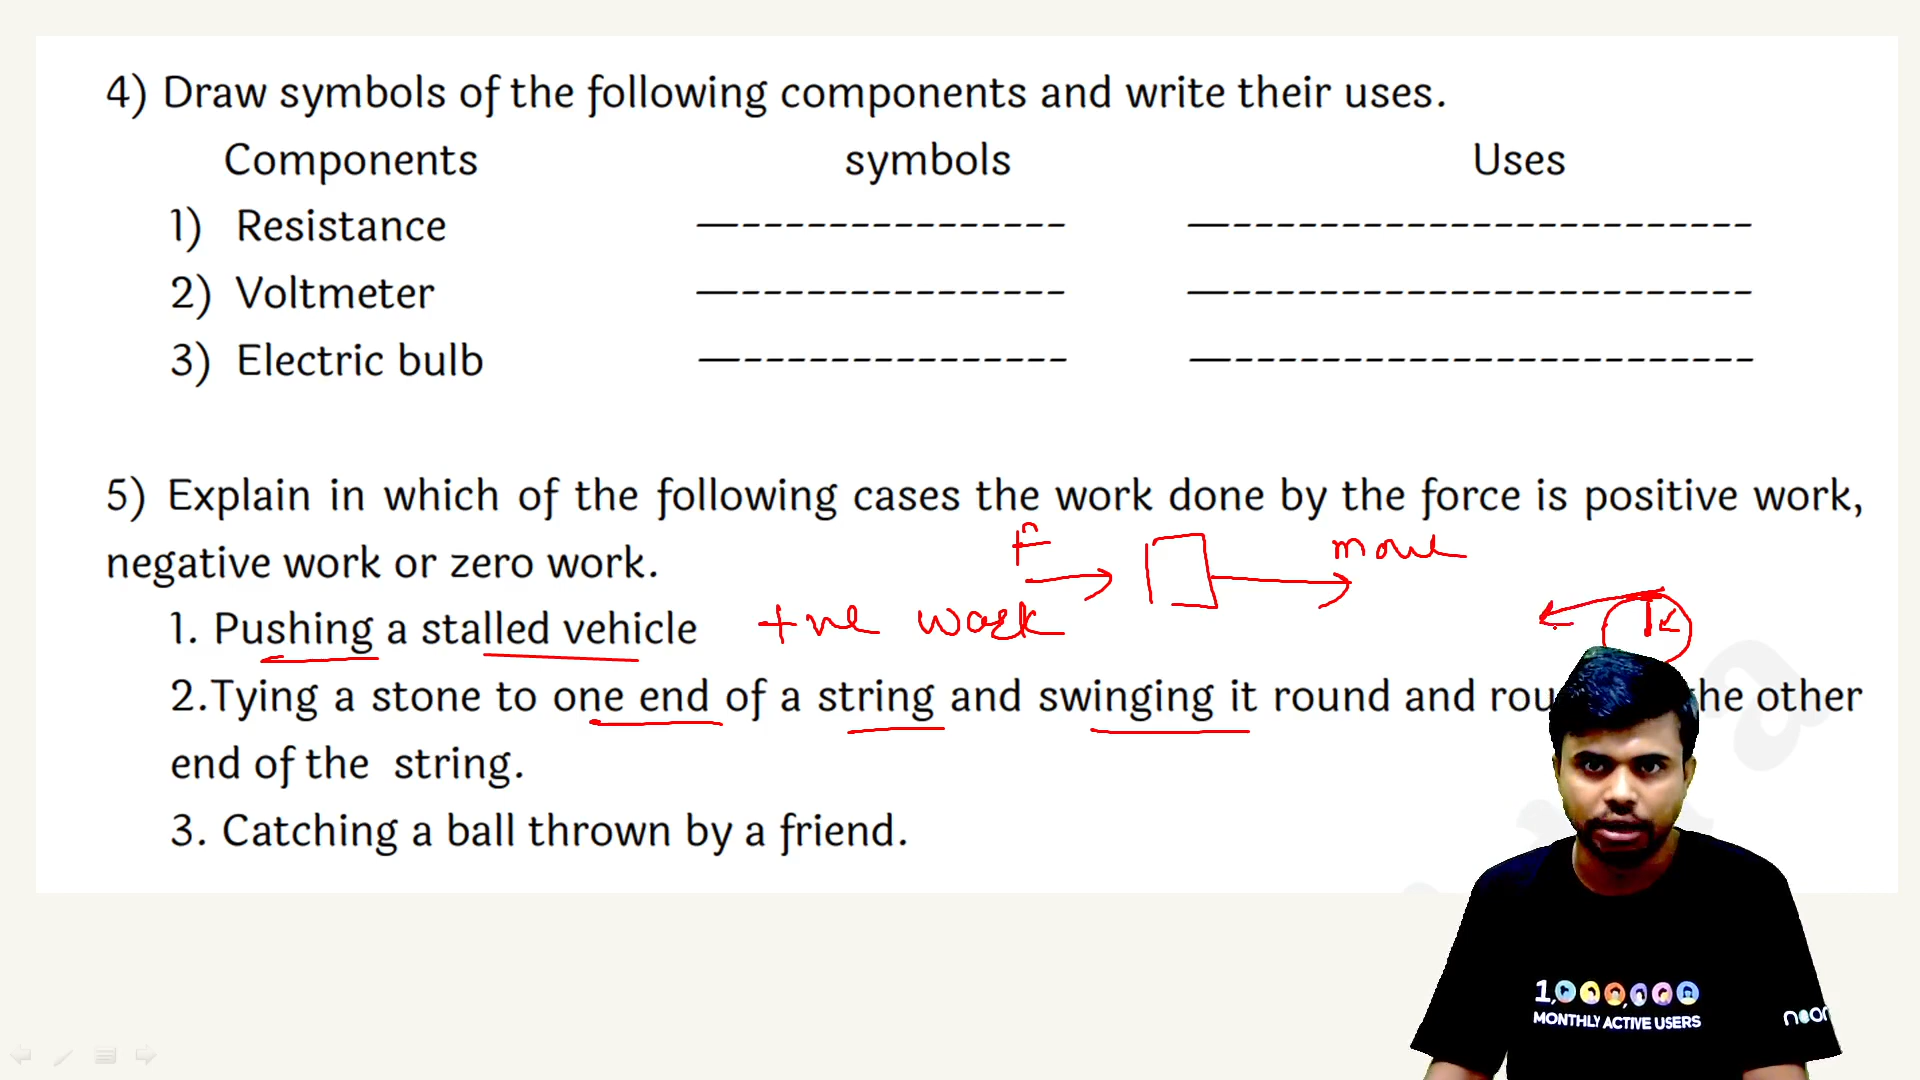 4) Draw symbols of the following components and write their uses.
Components symbols Uses
1) Resistance
2) Voltmeter
3) Electric bulb
5) Explain in which of the following cases the work done by the force is positive work,
negative work or zero work.
F move
1. Pushing a stalled vehicle +ve work
2.Tying a stone to one end of a string and swinging it round and he other
end of the string.
3. Catching a ball thrown by a friend.
MONTHLY ACTIVE USERS
noon